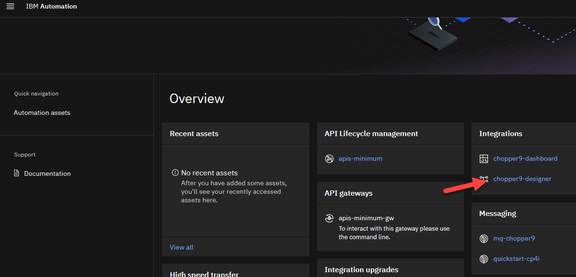 IBM Automation
Quick navigation
Automation assets
Support
Documentation
Overview
Recent assets
No recent assets
After you have added some assets,
you'll see your recently accessed
assets here.
View all
High speed transfer
API Lifecycle management
apis-minimum
API gateways
apis-minimum-gw
To interact with this gateway please use
the command line.
Integration upgrades
Integrations
chopper9-dashboard
chopper9-designer
Messaging
mq-chopper9
quickstart-cp4i